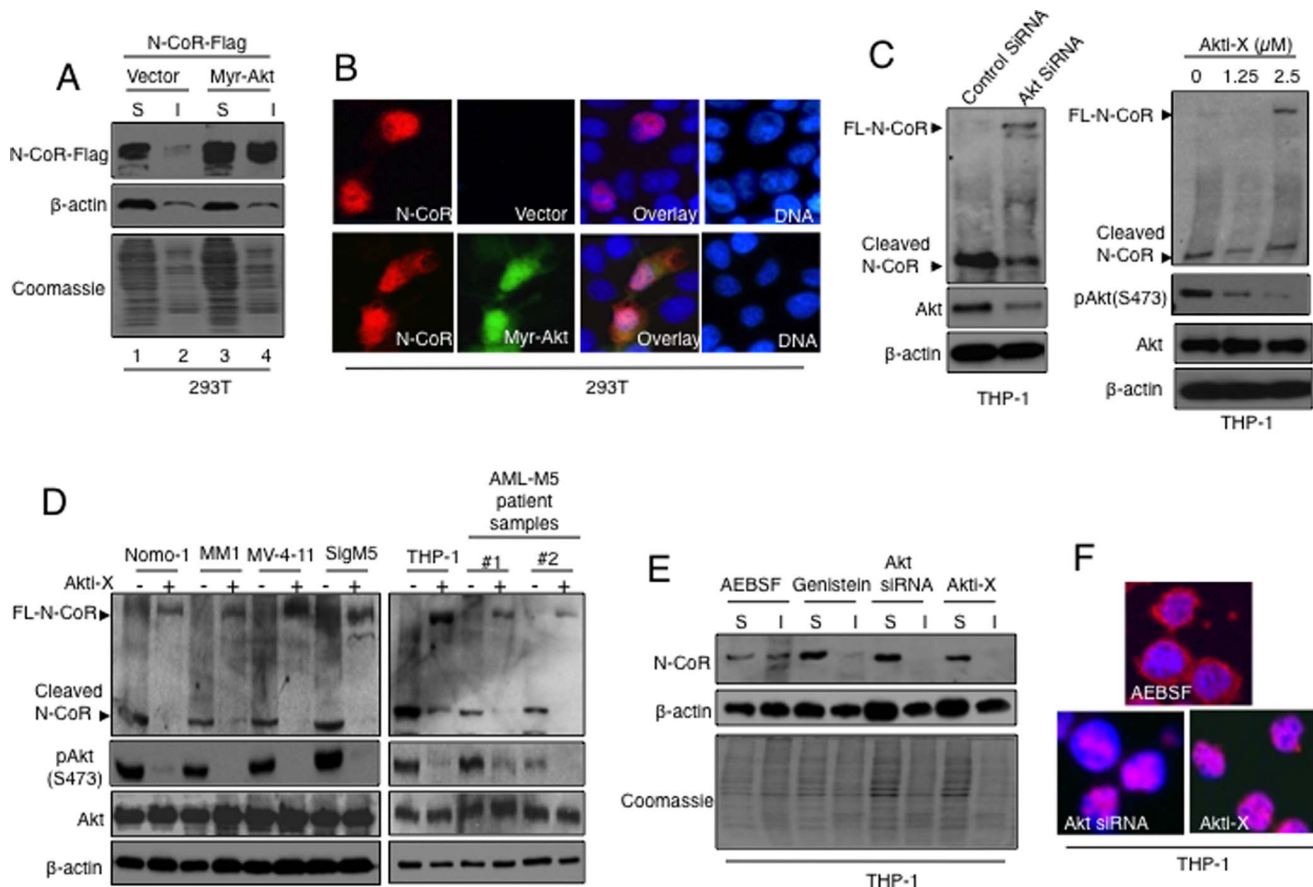 A
N-CoR-Flag
Vector Myr-Akt
S I S I
N-CoR-Flag
β-actin
Coomassie
1 2 3 4
293T
B
N-CoR Vector Overlay DNA
N-CoR Myr-Akt Overlay DNA
293T
C
Control SiRNA
Akt SiRNA
FL-N-CoR
Cleaved
N-CoR
Akt
β-actin
THP-1
Akti-X (µM)
0 1.25 2.5
FL-N-CoR
Cleaved
N-CoR
pAkt(S473)
Akt
β-actin
THP-1
D
AML-M5
patient
samples
Nomo-1 MM1 MV-4-11 SigM5 THP-1 #1 #2
Akti-X - + - + - + - + - + - + - +
FL-N-CoR
Cleaved
N-CoR
pAkt
(S473)
Akt
β-actin
E
AEBSF Genistein Akt siRNA Akti-X
S I S I S I S I
N-CoR
β-actin
Coomassie
THP-1
F
AEBSF
Akt siRNA Akti-X
THP-1